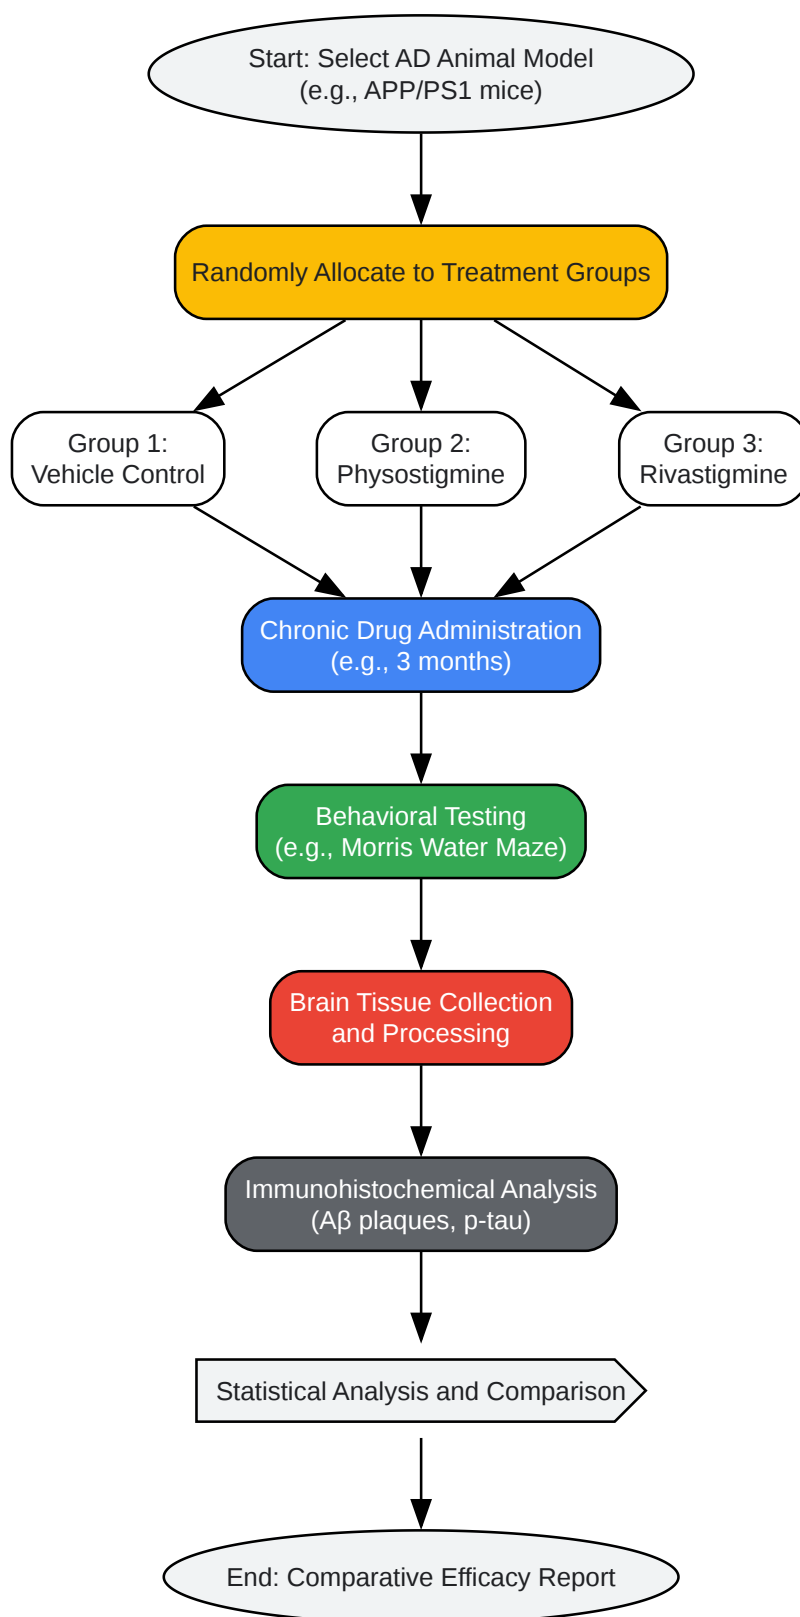 Start: Select AD Animal Model
(e.g., APP/PS1 mice)
Randomly Allocate to Treatment Groups
Group 1:
Vehicle Control
Group 2:
Physostigmine
Group 3:
Rivastigmine
Chronic Drug Administration
(e.g., 3 months)
Behavioral Testing
(e.g., Morris Water Maze)
Brain Tissue Collection
and Processing
Immunohistochemical Analysis
(Aβ plaques, p-tau)
Statistical Analysis and Comparison
End: Comparative Efficacy Report